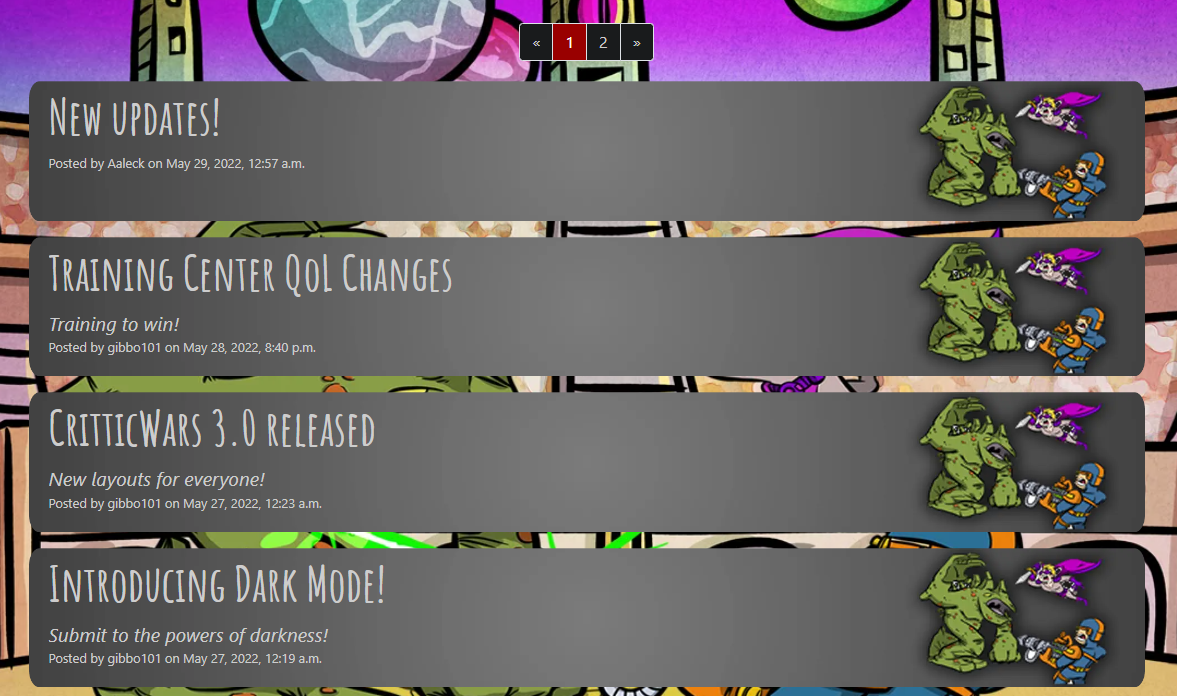 « 1 2 »
New updates!
Posted by Aaleck on May 29, 2022, 12:57 a.m.
Training Center QoL Changes
Training to win!
Posted by gibbo101 on May 28, 2022, 8:40 p.m.
CritticWars 3.0 released
New layouts for everyone!
Posted by gibbo101 on May 27, 2022, 12:23 a.m.
Introducing Dark Mode!
Submit to the powers of darkness!
Posted by gibbo101 on May 27, 2022, 12:19 a.m.